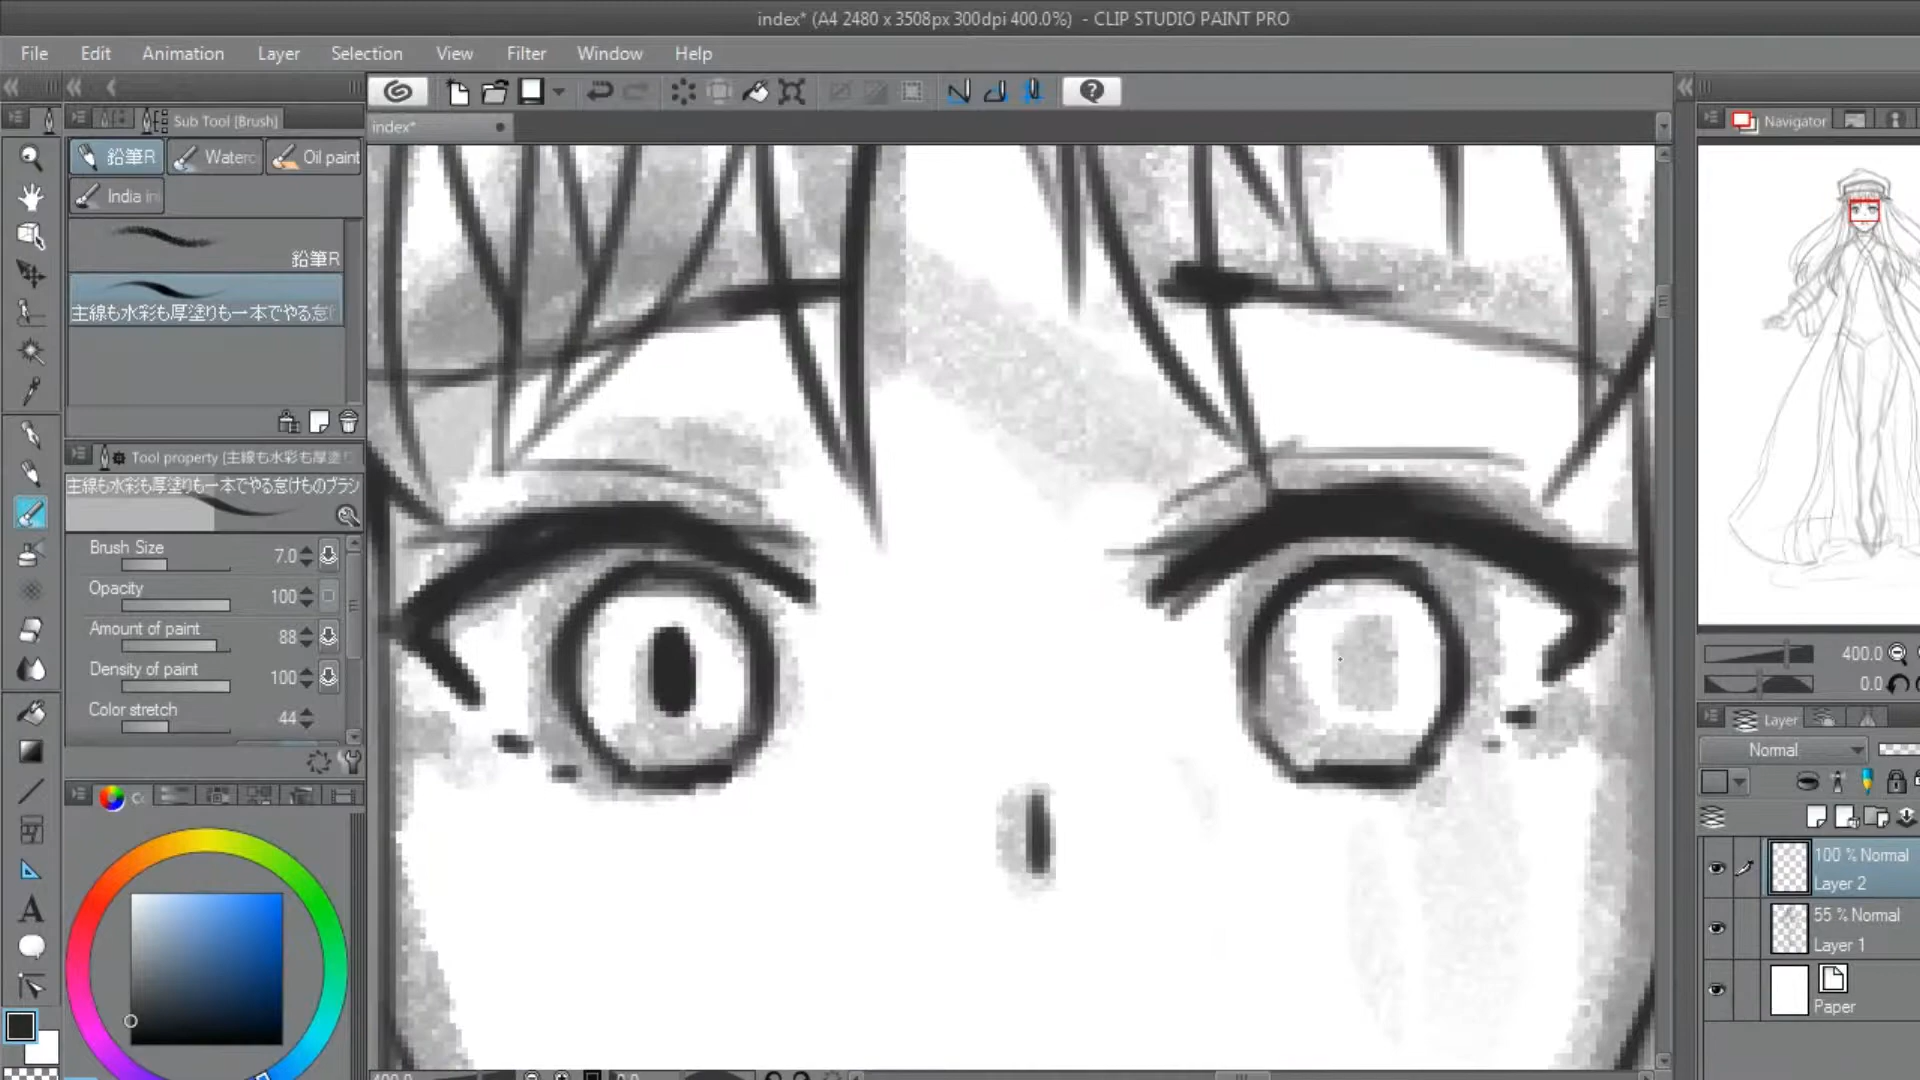 index* (A4 2480 x 3508px 300dpi 400.0%) - CLIP STUDIO PAINT PRO
File Edit Animation Layer Selection View Filter Window Help
Sub Tool [Brush]
index*
Navigator
鉛筆R Waterc Oil paint
India in
鉛筆R
主線も水彩も厚塗りも一本でやる怠け
Tool property [主線も水彩も厚塗り
主線も水彩も厚塗りも一本でやる怠けものブラシ
Brush Size 7.0
Opacity 100
Amount of paint 88
Density of paint 100
Color stretch 44
400.0
0.0
Layer
Normal
100 % Normal
Layer 2
55 % Normal
Layer 1
Paper
400.0 0.0